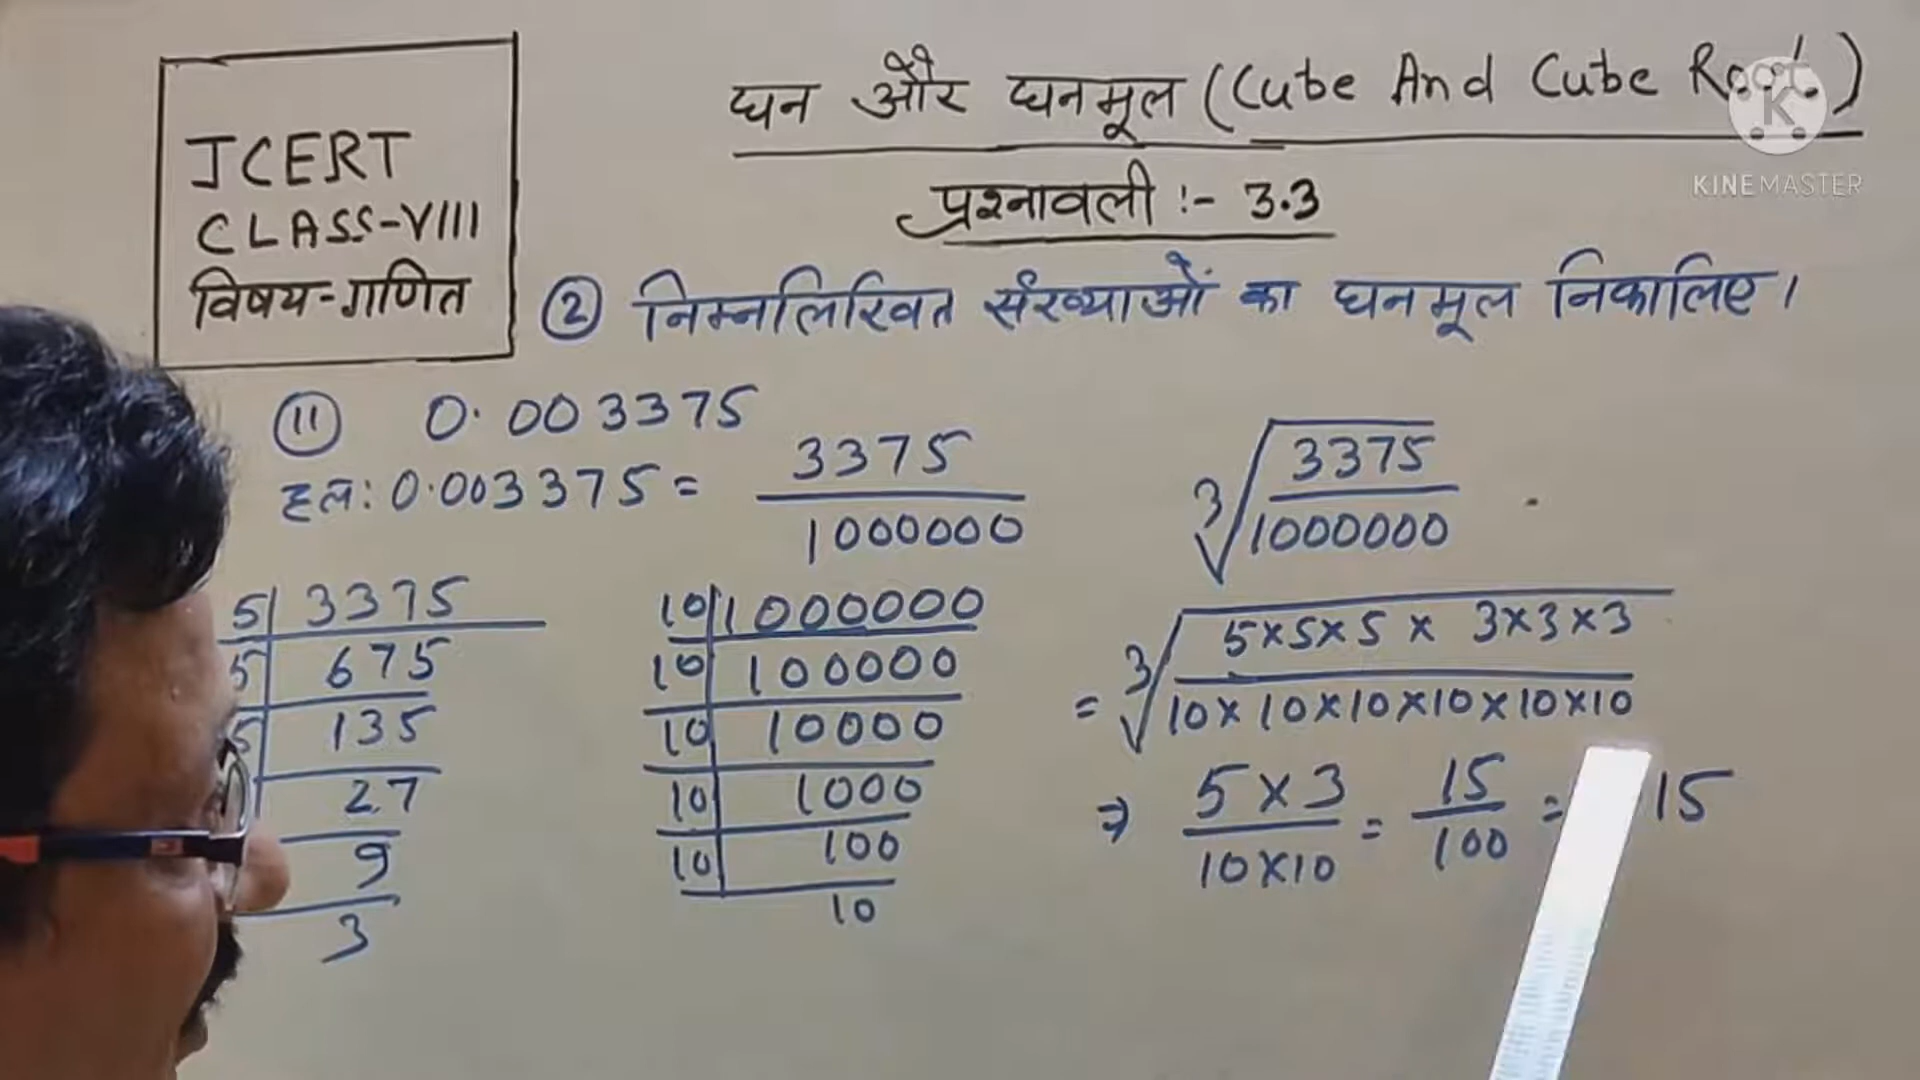 घन और घनमूल (Cube And Cube Root)
KINEMASTER
प्रश्नावली :- 3.3
JCERT
CLASS-VIII
विषय-गणित
② निम्नलिखित संख्याओं का घनमूल निकालिए।
⑪ 0.003375
हल: 0.003375 = 3375
1000000
∛ 3375
1000000
5 3375
5 675
5 135
27
9
3
10 1000000
10 100000
10 10000
10 1000
10 100
10
= ∛ 5×5×5 × 3×3×3
10×10×10×10×10×10
⇒ 5×3 = 15 = 15
10×10 100